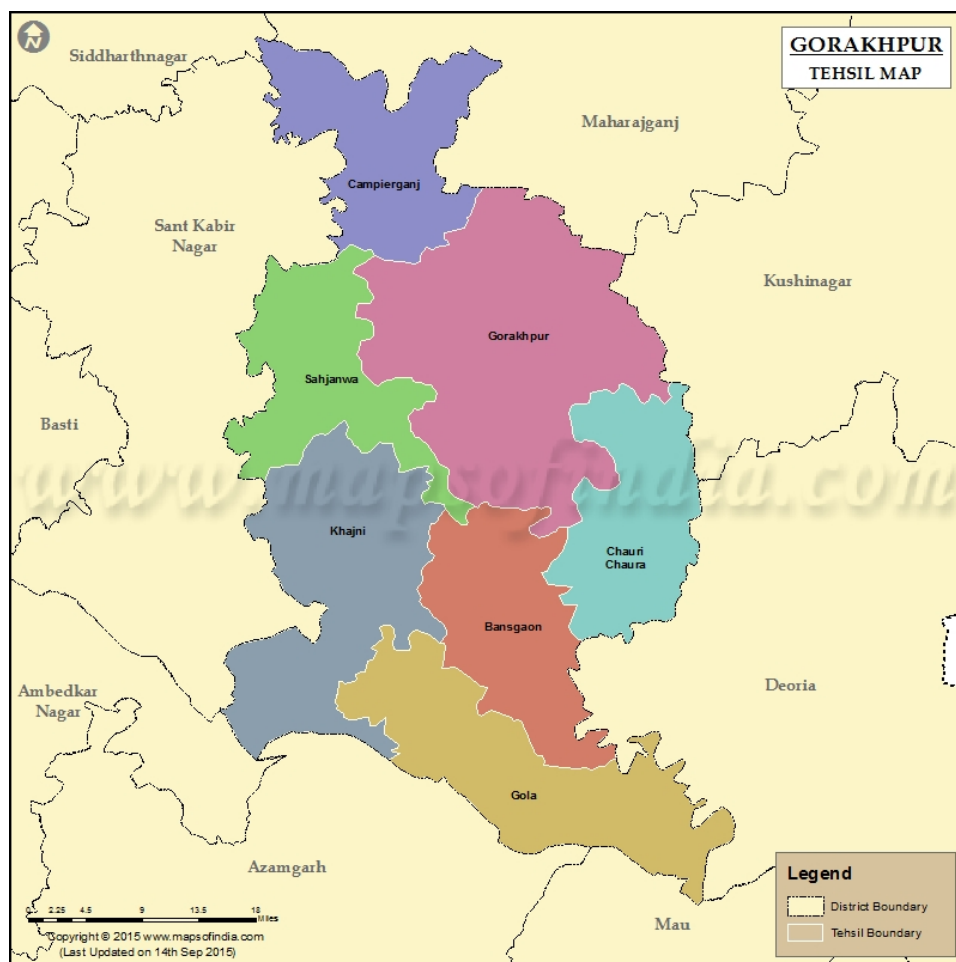 N
GORAKHPUR
TEHSIL MAP
Siddharthnagar
Maharajganj
Campierganj
Sant Kabir
Nagar
Kushinagar
Gorakhpur
Sahjanwa
Basti
www.mapsofindia.com
Khajni
Chauri
Chaura
Bansgaon
Ambedkar
Nagar
Deoria
Gola
Azamgarh
Mau
Legend
District Boundary
Tehsil Boundary
2.25 4.5 9 13.5 18
Miles
Copyright © 2015 www.mapsofindia.com
(Last Updated on 14th Sep 2015)